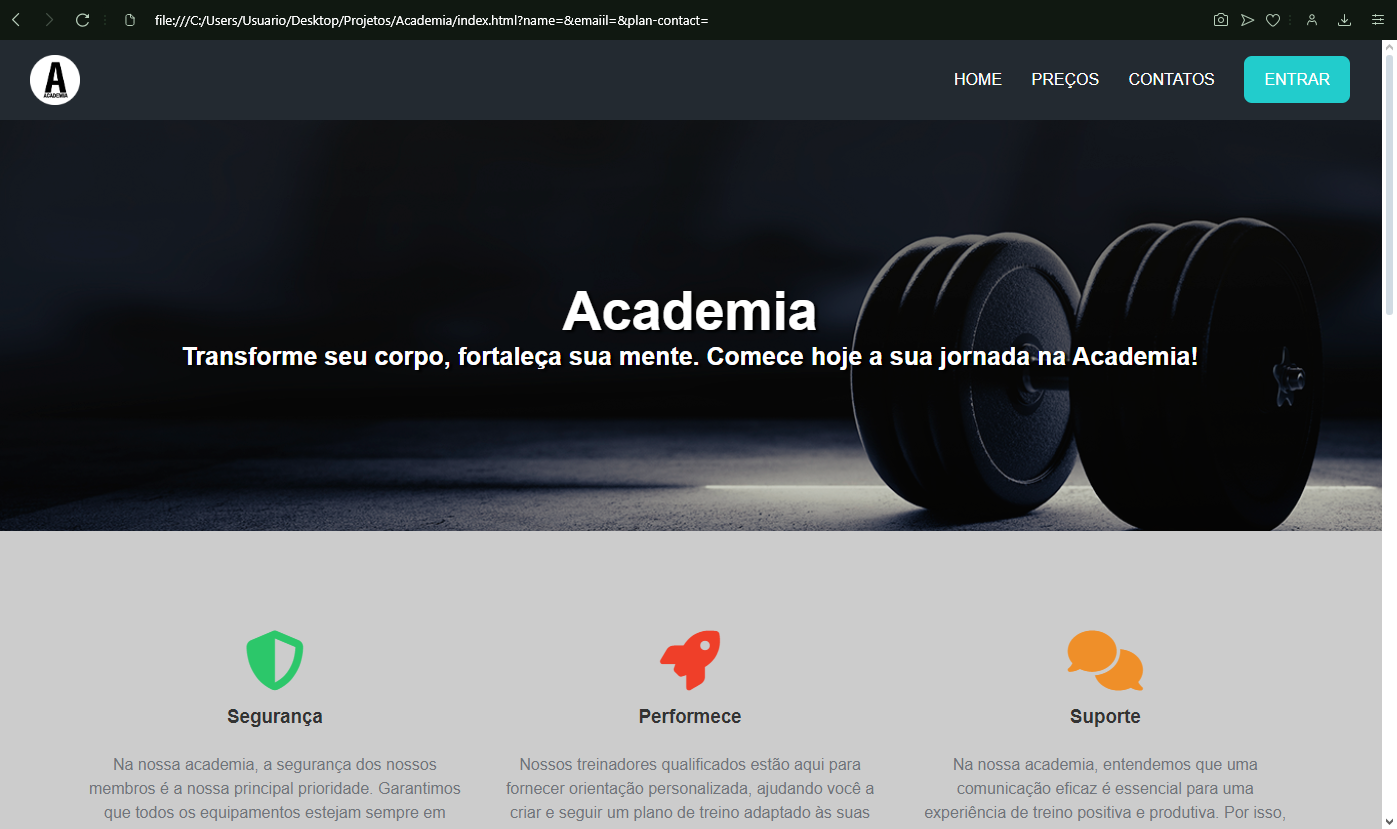 file:///C:/Users/Usuario/Desktop/Projetos/Academia/index.html?name=&emaiil=&plan-contact=
A
ACADEMIA
HOME PREÇOS CONTATOS ENTRAR
Academia
Transforme seu corpo, fortaleça sua mente. Comece hoje a sua jornada na Academia!
Segurança
Na nossa academia, a segurança dos nossos
membros é a nossa principal prioridade. Garantimos
que todos os equipamentos estejam sempre em
Performece
Nossos treinadores qualificados estão aqui para
fornecer orientação personalizada, ajudando você a
criar e seguir um plano de treino adaptado às suas
Suporte
Na nossa academia, entendemos que uma
comunicação eficaz é essencial para uma
experiência de treino positiva e produtiva. Por isso,